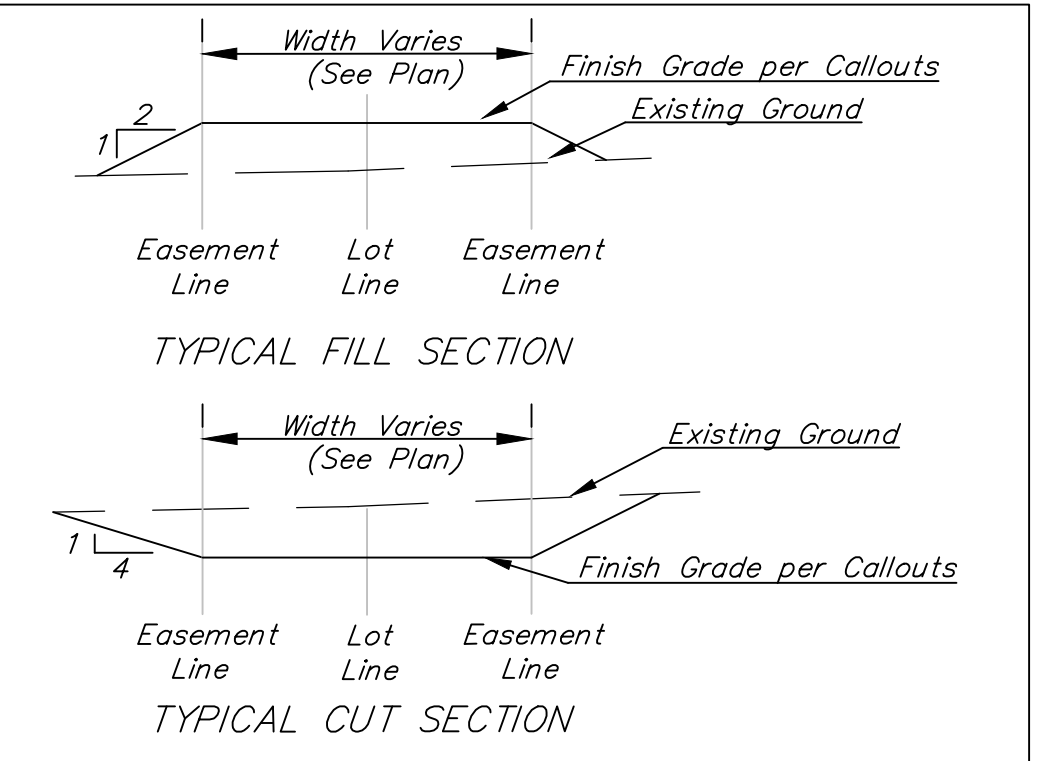 Width Varies
(See Plan)
Finish Grade per Callouts
Existing Ground
2
1
Easement
Line
Lot
Line
Easement
Line
TYPICAL FILL SECTION
Width Varies
(See Plan)
Existing Ground
1
4
Finish Grade per Callouts
Easement
Line
Lot
Line
Easement
Line
TYPICAL CUT SECTION